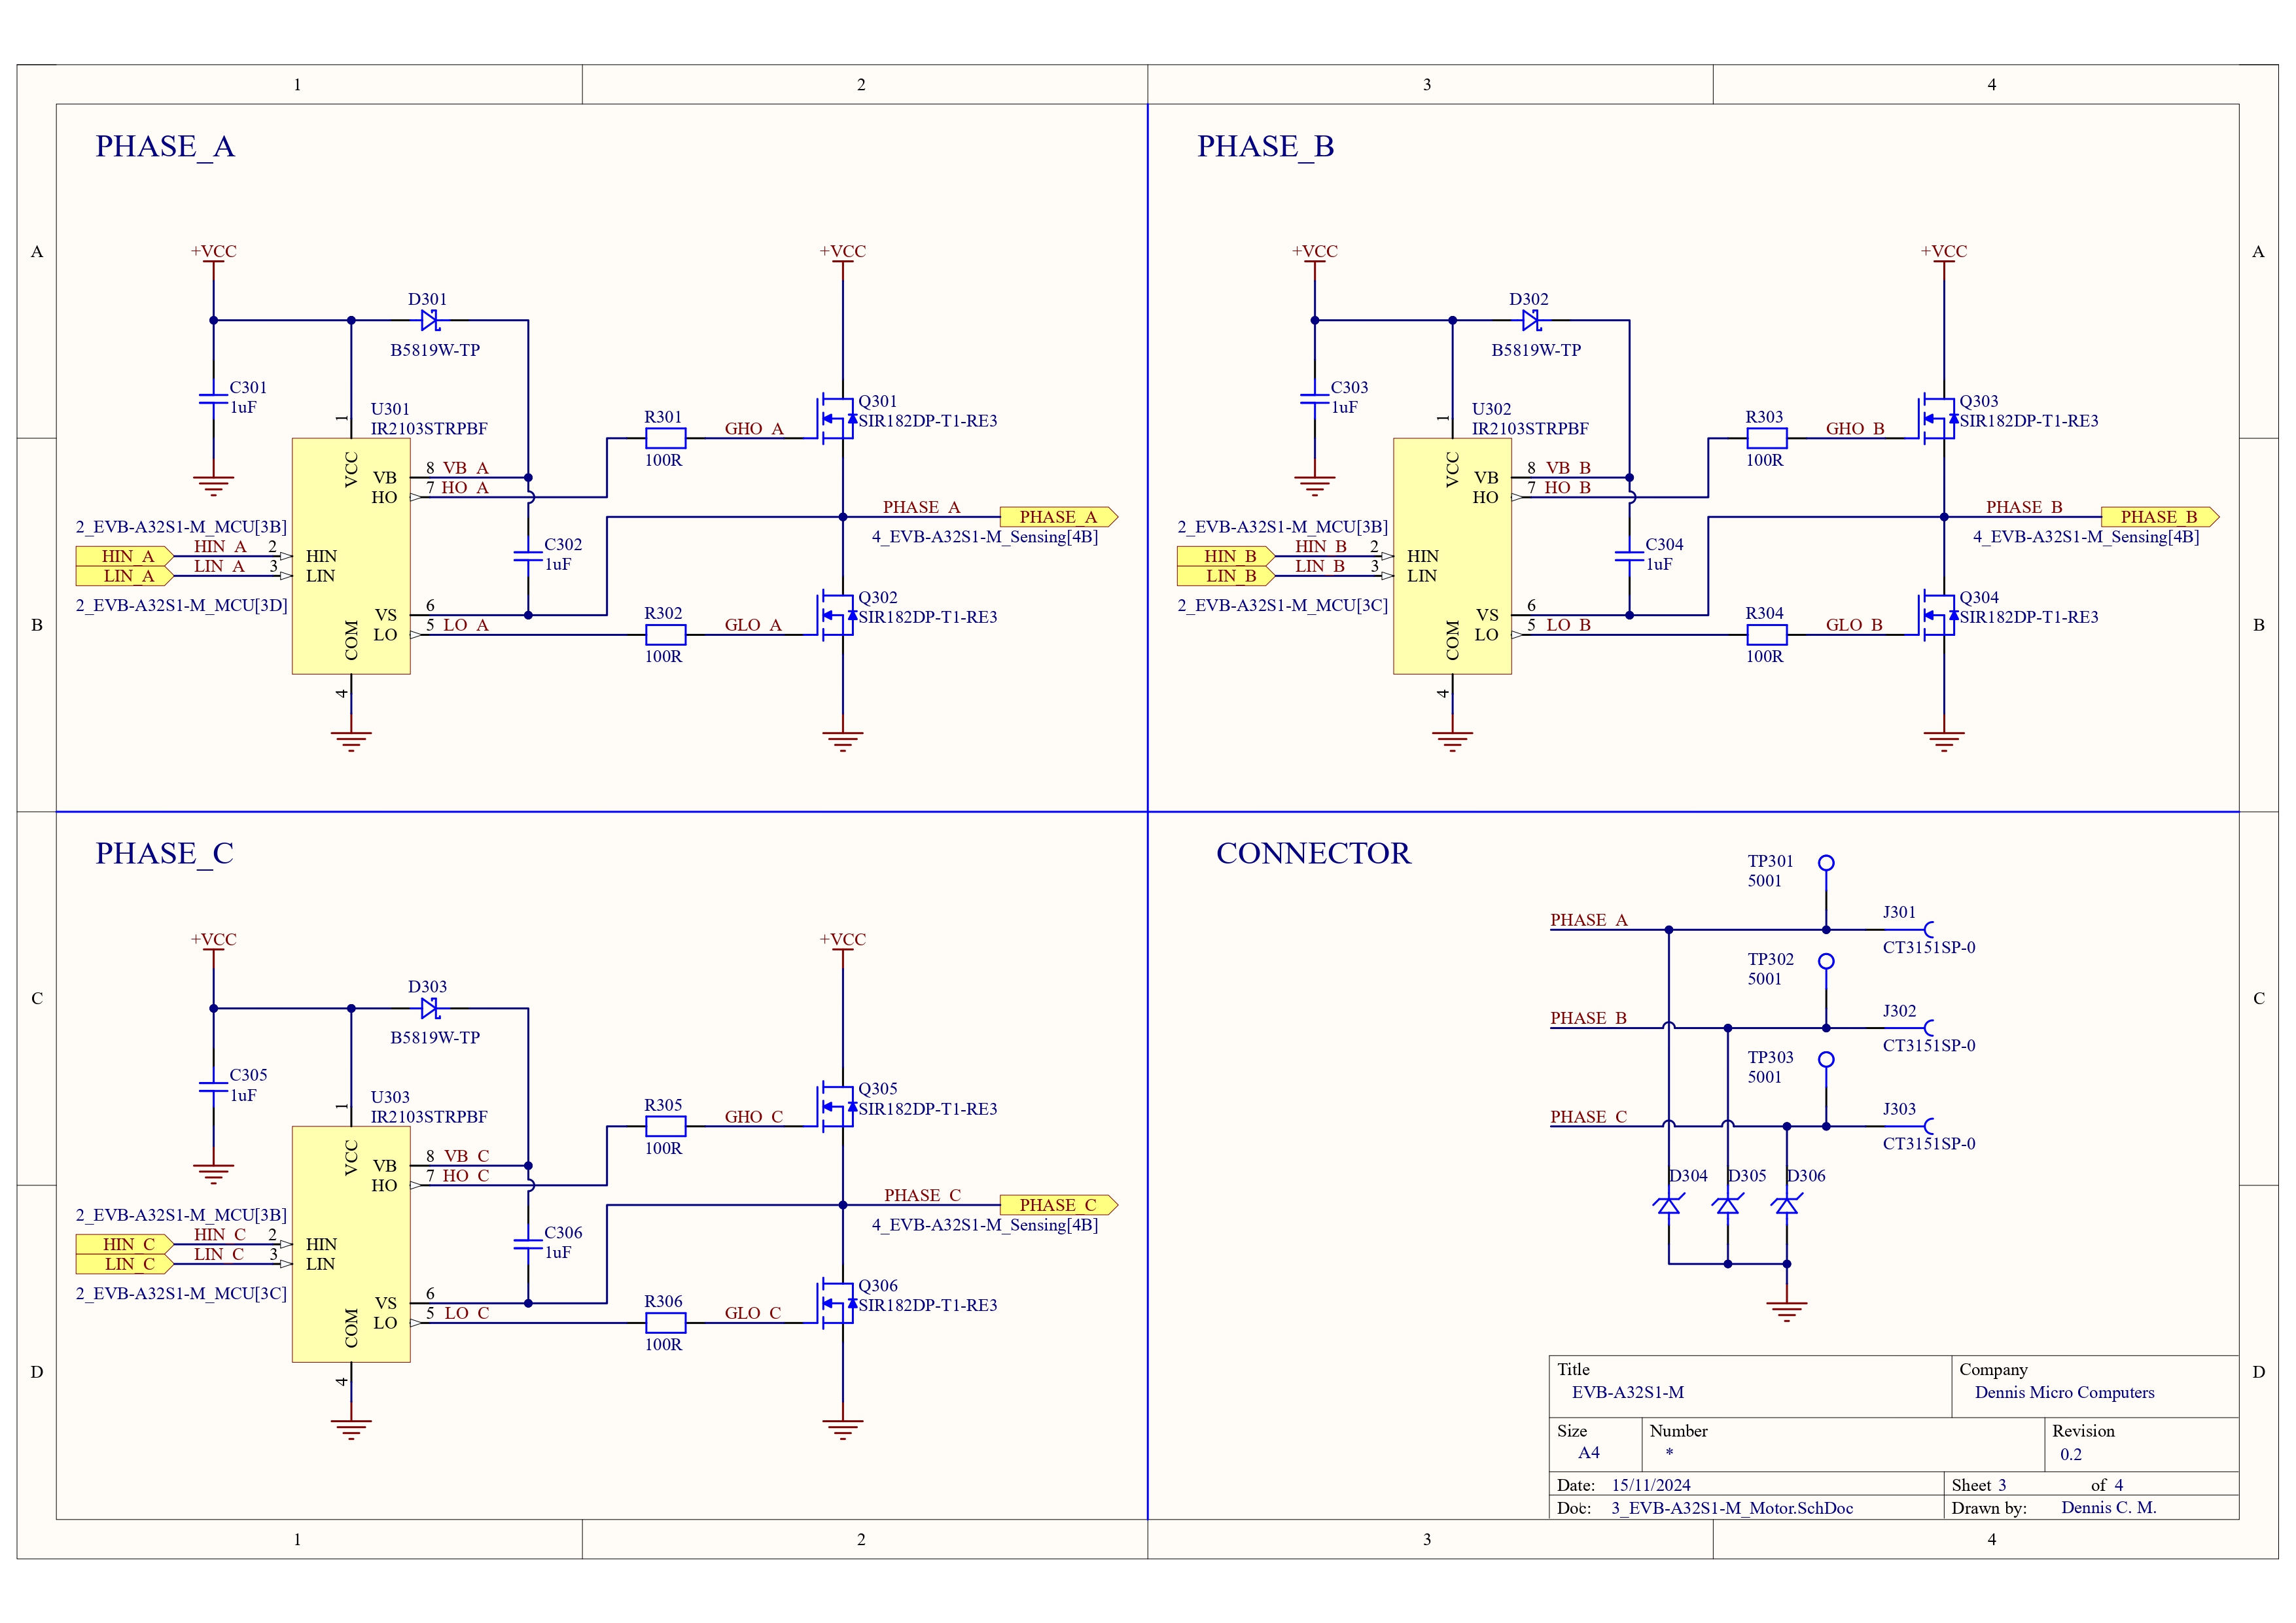 1
2
3
4
A
A
B
B
C
C
D
D
PHASE_A
+VCC
+VCC
D301
B5819W-TP
C301
1uF
U301
IR2103STRPBF
1
VCC
VB
8
VB_A
HO
7
HO_A
R301
100R
GHO_A
Q301
SIR182DP-T1-RE3
PHASE_A
PHASE_A
4_EVB-A32S1-M_Sensing[4B]
2_EVB-A32S1-M_MCU[3B]
HIN_A
HIN_A
2
HIN
LIN_A
LIN_A
3
LIN
2_EVB-A32S1-M_MCU[3D]
C302
1uF
VS
6
LO
5
LO_A
COM
4
R302
100R
GLO_A
Q302
SIR182DP-T1-RE3
PHASE_B
+VCC
+VCC
D302
B5819W-TP
C303
1uF
U302
IR2103STRPBF
1
VCC
VB
8
VB_B
HO
7
HO_B
R303
100R
GHO_B
Q303
SIR182DP-T1-RE3
PHASE_B
PHASE_B
4_EVB-A32S1-M_Sensing[4B]
2_EVB-A32S1-M_MCU[3B]
HIN_B
HIN_B
2
HIN
LIN_B
LIN_B
3
LIN
2_EVB-A32S1-M_MCU[3C]
C304
1uF
VS
6
LO
5
LO_B
COM
4
R304
100R
GLO_B
Q304
SIR182DP-T1-RE3
PHASE_C
+VCC
+VCC
D303
B5819W-TP
C305
1uF
U303
IR2103STRPBF
1
VCC
VB
8
VB_C
HO
7
HO_C
R305
100R
GHO_C
Q305
SIR182DP-T1-RE3
PHASE_C
PHASE_C
4_EVB-A32S1-M_Sensing[4B]
2_EVB-A32S1-M_MCU[3B]
HIN_C
HIN_C
2
HIN
LIN_C
LIN_C
3
LIN
2_EVB-A32S1-M_MCU[3C]
C306
1uF
VS
6
LO
5
LO_C
COM
4
R306
100R
GLO_C
Q306
SIR182DP-T1-RE3
CONNECTOR
TP301
5001
PHASE_A
J301
CT3151SP-0
TP302
5001
PHASE_B
J302
CT3151SP-0
TP303
5001
PHASE_C
J303
CT3151SP-0
D304
D305
D306
Title
EVB-A32S1-M
Company
Dennis Micro Computers
Size
A4
Number
*
Revision
0.2
Date: 15/11/2024
Sheet 3 of 4
Doc: 3_EVB-A32S1-M_Motor.SchDoc
Drawn by: Dennis C. M.
1
2
3
4